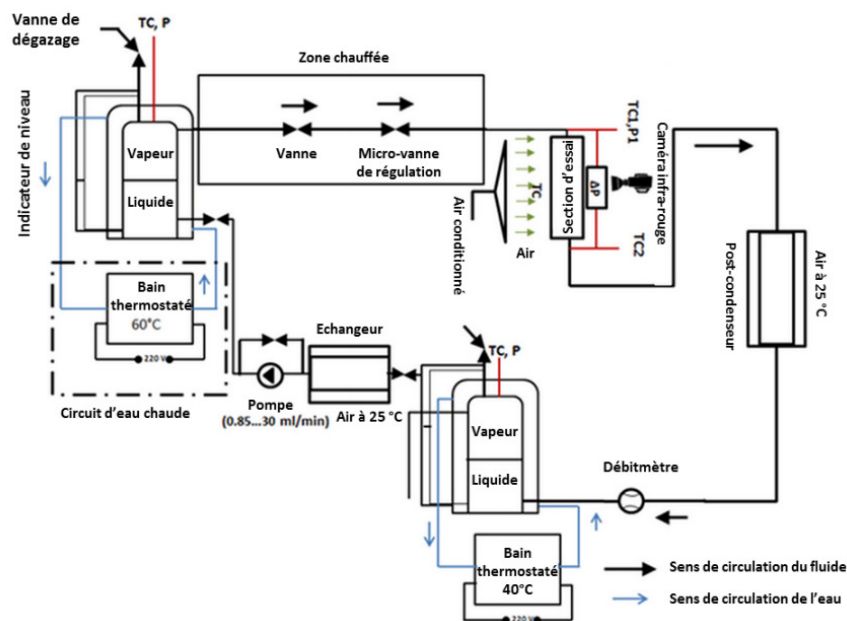 Vanne de
dégazage
TC, P
Zone chauffée
Indicateur de niveau
Vapeur
Liquide
Vanne
Micro-vanne
de régulation
Air conditionné
Air
TC
Section d'essai
ΔP
TC1,P1
TC2
Caméra infra-rouge
Air à 25 °C
Post-condenseur
Bain
thermostaté
60°C
220 V
Circuit d'eau chaude
Echangeur
Pompe
(0.85...30 ml/min)
Air à 25 °C
TC, P
Vapeur
Liquide
Débitmètre
Bain
thermostaté
40°C
220 V
Sens de circulation du fluide
Sens de circulation de l'eau